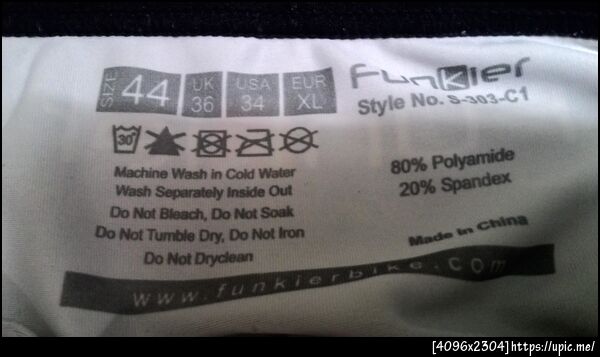 SIZE 44 UK 36 USA 34 EUR XL
Funkier
Style No. S-303-C1
30°
Machine Wash in Cold Water
Wash Separately Inside Out
Do Not Bleach, Do Not Soak
Do Not Tumble Dry, Do Not Iron
Do Not Dryclean
80% Polyamide
20% Spandex
Made in China
www.funkierbike.com
[4096x2304]https://upic.me/